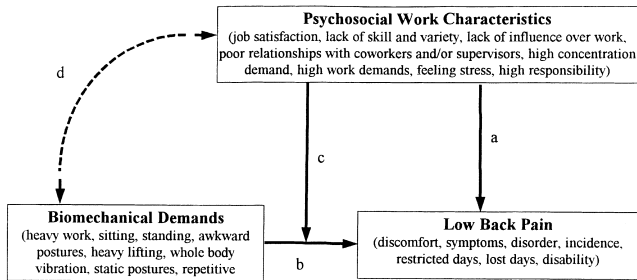 Psychosocial Work Characteristics
(job satisfaction, lack of skill and variety, lack of influence over work,
poor relationships with coworkers and/or supervisors, high concentration
demand, high work demands, feeling stress, high responsibility)
d
c
a
Biomechanical Demands
(heavy work, sitting, standing, awkward
postures, heavy lifting, whole body
vibration, static postures, repetitive
b
Low Back Pain
(discomfort, symptoms, disorder, incidence,
restricted days, lost days, disability)